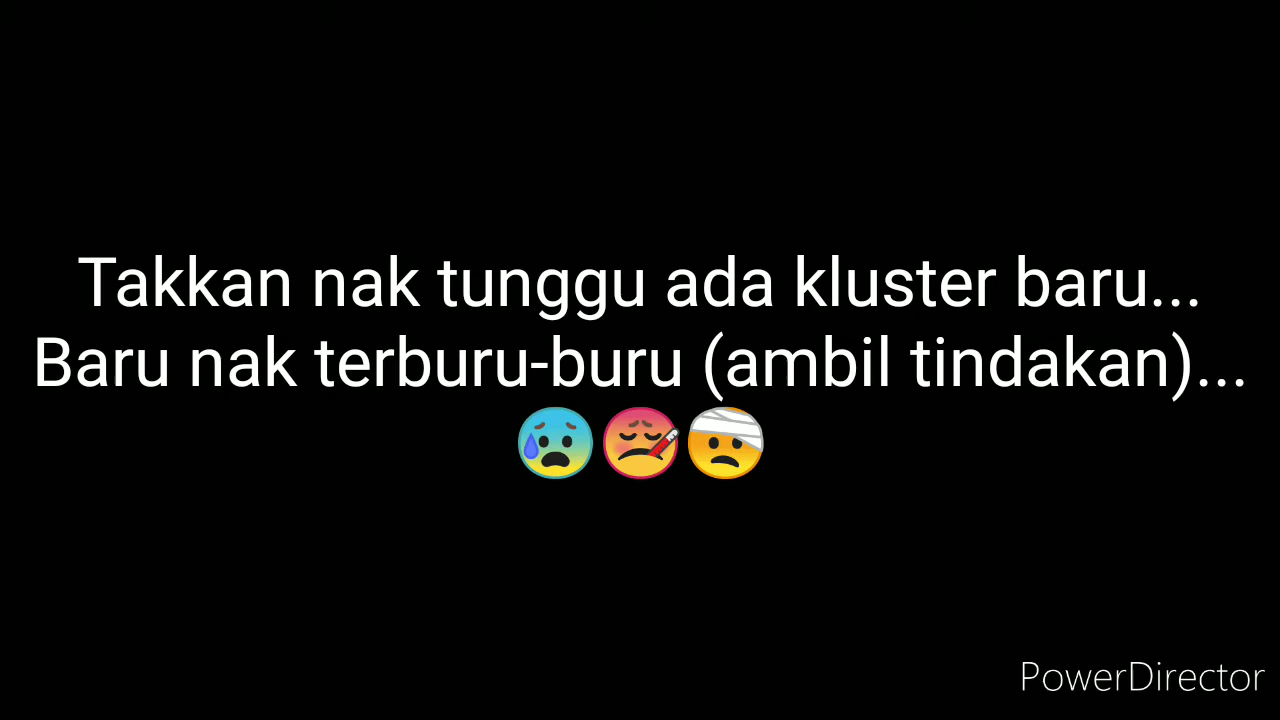 Takkan nak tunggu ada kluster baru...
Baru nak terburu-buru (ambil tindakan)...
😰🤒🤕
PowerDirector